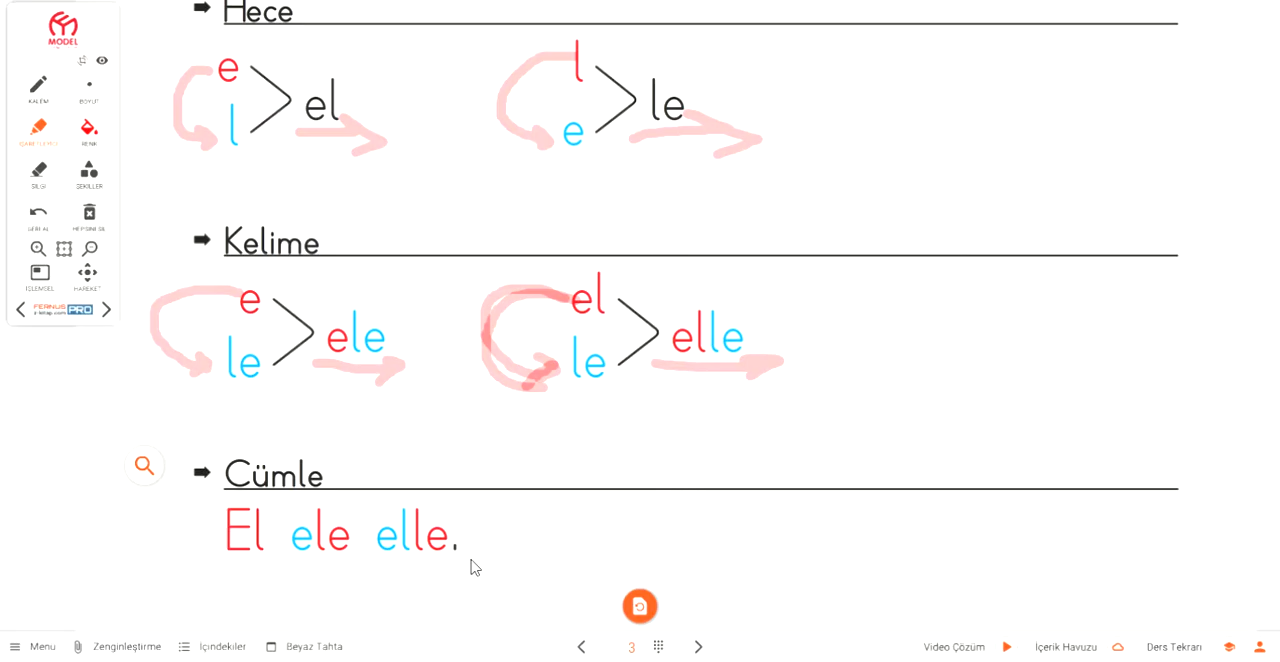 Hece
e
l
el
l
e
le
Kelime
e
le
ele
el
le
elle
Cümle
El ele elle.
MODEL
KALEM
BOYUT
İŞARETLEYİCİ
RENK
SİLGİ
ŞEKİLLER
GERİ AL
HEPSİNİ SİL
İŞLEMSEL
HAREKET
FERNUS
PRO
Menu Zenginleştirme İçindekiler Beyaz Tahta 3 Video Çözüm İçerik Havuzu Ders Tekrarı